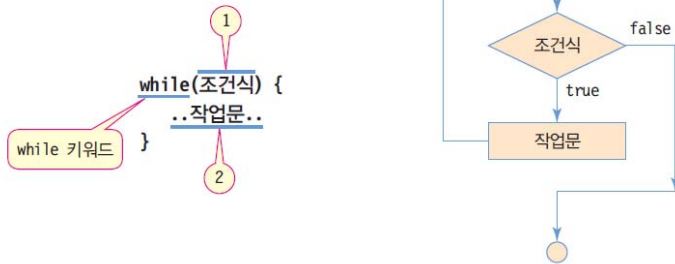 1
while(조건식) {
..작업문..
}
while 키워드
2
조건식
false
true
작업문